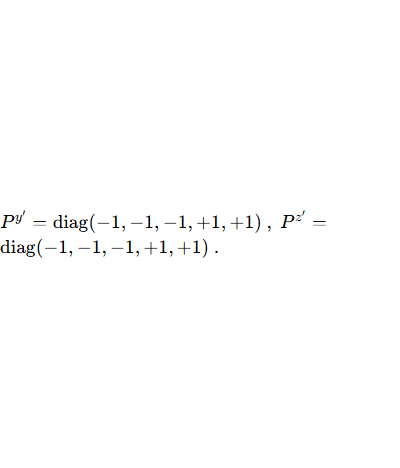 P^{y'} = diag(−1, −1, −1, +1, +1) , P^{z'} =
diag(−1, −1, −1, +1, +1) .